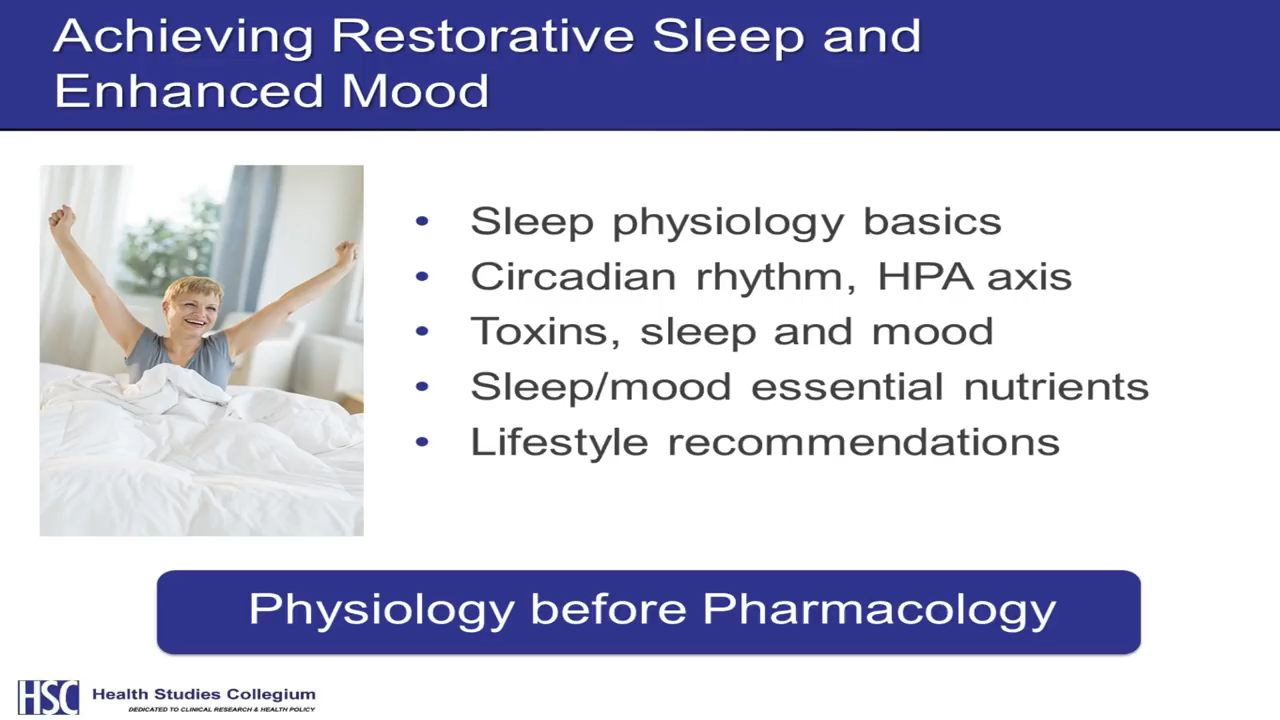 Achieving Restorative Sleep and
Enhanced Mood
• Sleep physiology basics
• Circadian rhythm, HPA axis
• Toxins, sleep and mood
• Sleep/mood essential nutrients
• Lifestyle recommendations
Physiology before Pharmacology
HSC Health Studies Collegium
DEDICATED TO CLINICAL RESEARCH & HEALTH POLICY